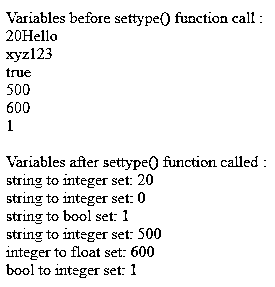 Variables before settype() function call :
20Hello
xyz123
true
500
600
1
Variables after settype() function called :
string to integer set: 20
string to integer set: 0
string to bool set: 1
string to integer set: 500
integer to float set: 600
bool to integer set: 1